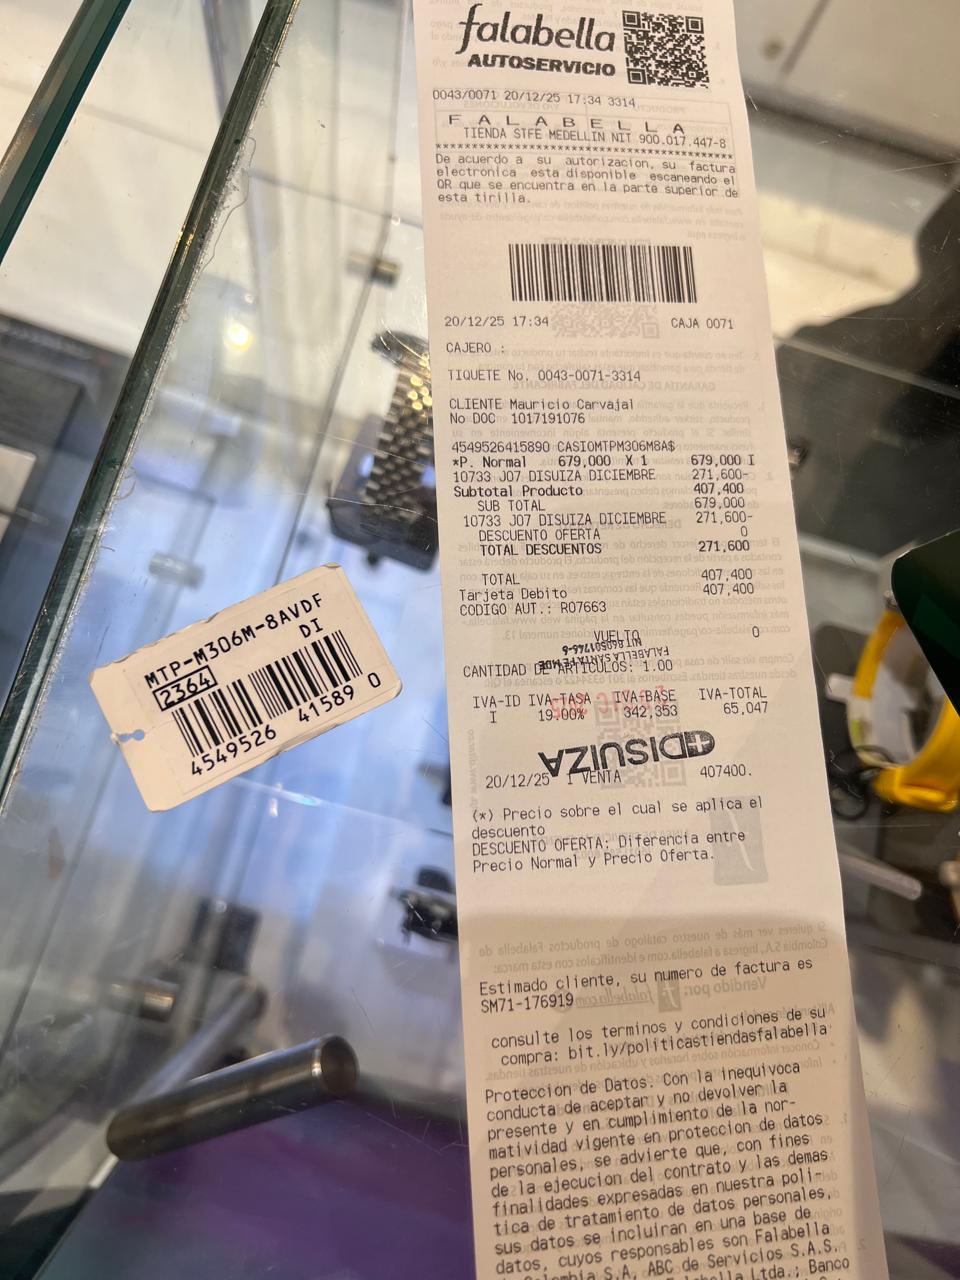 falabella
AUTOSERVICIO
0043/0071 20/12/25 17:34 3314
F A L A B E L L A
TIENDA STFE MEDELLIN NIT 900.017.447-8
****************************************
De acuerdo a su autorizacion, su factura
electronica esta disponible escaneando el
QR que se encuentra en la parte superior de
esta tirilla.
20/12/25 17:34 CAJA 0071
CAJERO :
TIQUETE No. 0043-0071-3314
CLIENTE Mauricio Carvajal
No DOC 1017191076
4549526415890 CASIOMTPM306M8A$
*P. Normal 679,000 X 1 679,000 I
10733 J07 DISUIZA DICIEMBRE 271,600-
Subtotal Producto 407,400
SUB TOTAL 679,000
10733 J07 DISUIZA DICIEMBRE 271,600-
DESCUENTO OFERTA 0
TOTAL DESCUENTOS 271,600
TOTAL 407,400
Tarjeta Debito 407,400
CODIGO AUT.: R07663
VUELTO 0
CANTIDAD DE ARTICULOS: 1.00
IVA-ID IVA-TASA IVA-BASE IVA-TOTAL
I 19.00% 342,353 65,047
DISUIZA
20/12/25 1 VENTA 407400.
(*) Precio sobre el cual se aplica el
descuento
DESCUENTO OFERTA: Diferencia entre
Precio Normal y Precio Oferta.
Estimado cliente, su numero de factura es
SM71-176919
consulte los terminos y condiciones de su
compra: bit.ly/politicastiendasfalabella
Proteccion de Datos. Con la inequivoca
conducta de aceptar y no devolver la
presente y en cumplimiento de la nor-
matividad vigente en proteccion de datos
personales, se advierte que, con fines
de la ejecucion del contrato y las demas
finalidades expresadas en nuestra poli-
tica de tratamiento de datos personales,
sus datos se incluiran en una base de
datos, cuyos responsables son Falabella
Colombia S.A, ABC de Servicios S.A.S.
Falabella Ltda.; Banco
MTP-M306M-8AVDF
2364 DI
4549526 41589 0